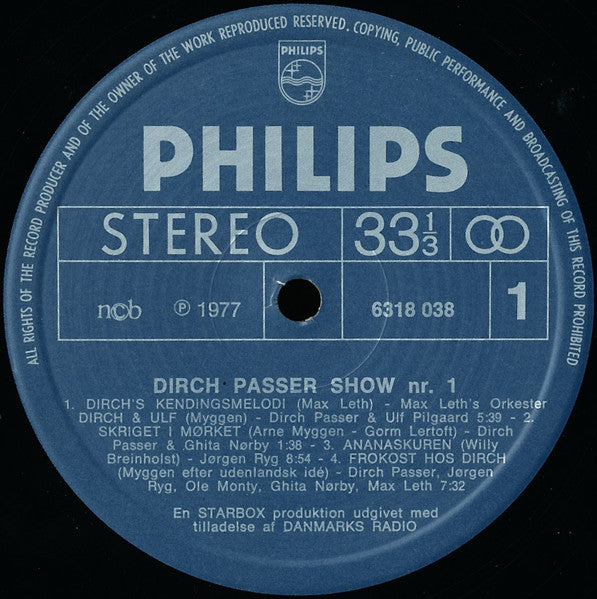 ALL RIGHTS OF THE RECORD PRODUCER AND OF THE OWNER OF THE WORK REPRODUCED RESERVED. COPYING, PUBLIC PERFORMANCE AND BROADCASTING OF THIS RECORD PROHIBITED
PHILIPS
PHILIPS
STEREO 33 1/3
ncb ℗ 1977 6318 038 1
DIRCH PASSER SHOW nr. 1
1. DIRCH'S KENDINGSMELODI (Max Leth) - Max Leth's Orkester
DIRCH & ULF (Myggen) - Dirch Passer & Ulf Pilgaard 5:39 - 2.
SKRIGET I MØRKET (Arne Myggen - Gorm Lertoft) - Dirch
Passer & Ghita Nørby 1:38 - 3. ANANASKUREN (Willy
Breinholst) - Jørgen Ryg 8:54 - 4. FROKOST HOS DIRCH
(Myggen efter udenlandsk idé) - Dirch Passer, Jørgen
Ryg, Ole Monty, Ghita Nørby, Max Leth 7:32
En STARBOX produktion udgivet med
tilladelse af DANMARKS RADIO